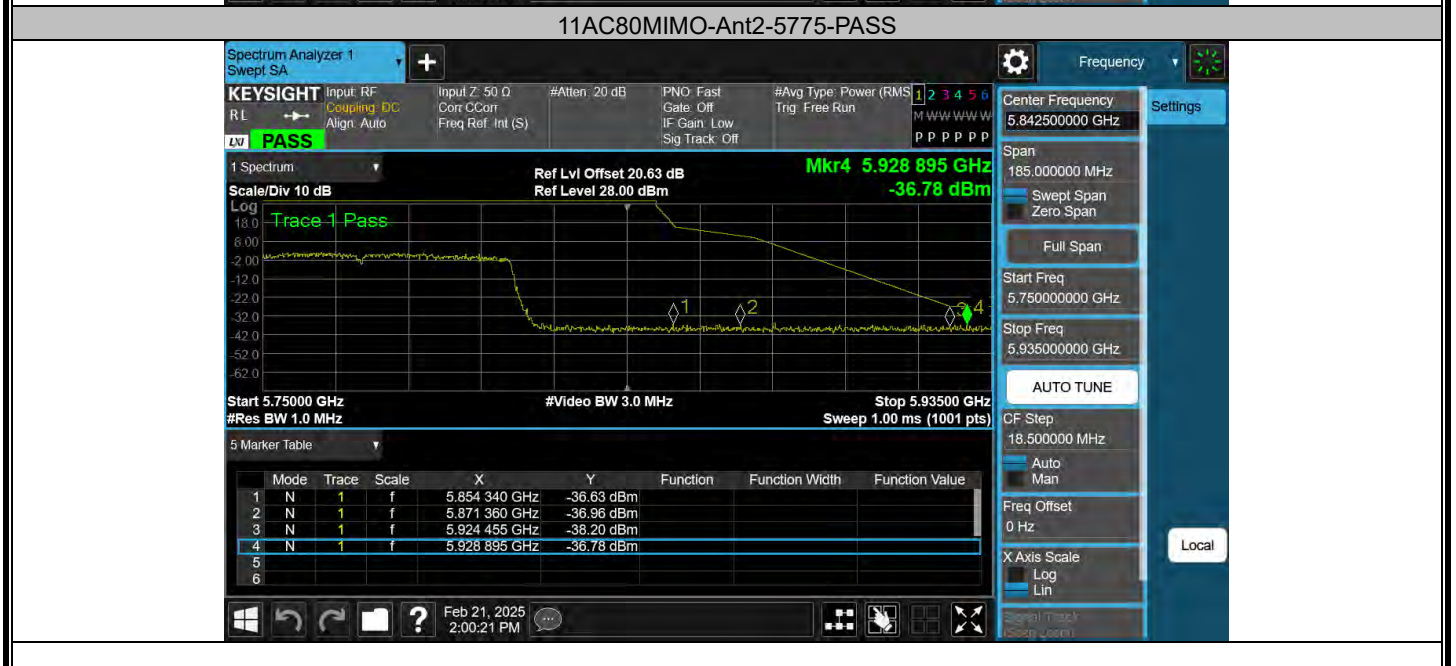 11AC80MIMO-Ant2-5775-PASS
Spectrum Analyzer 1
Swept SA
+
Frequency
KEYSIGHT
Input: RF
Coupling: DC
Align: Auto
Input Z: 50 Ω
Corr CCorr
Freq Ref: Int (S)
#Atten: 20 dB
PNO: Fast
Gate: Off
IF Gain: Low
Sig Track: Off
#Avg Type: Power (RMS
Trig: Free Run
1 2 3 4 5 6
M W W W W W
P P P P P P
RL
LXI PASS
Center Frequency
5.842500000 GHz
Settings
Span
185.000000 MHz
Swept Span
Zero Span
Full Span
Start Freq
5.750000000 GHz
Stop Freq
5.935000000 GHz
AUTO TUNE
CF Step
18.500000 MHz
Auto
Man
Freq Offset
0 Hz
X Axis Scale
Log
Lin
Local
1 Spectrum
Scale/Div 10 dB
Ref Lvl Offset 20.63 dB
Ref Level 28.00 dBm
Mkr4 5.928 895 GHz
-36.78 dBm
Log
Trace 1 Pass
18.0
8.00
-2.00
-12.0
-22.0
-32.0
-42.0
-52.0
-62.0
1
2
3
4
Start 5.75000 GHz
#Video BW 3.0 MHz
Stop 5.93500 GHz
#Res BW 1.0 MHz
Sweep 1.00 ms (1001 pts)
5 Marker Table
Mode Trace Scale X Y Function Function Width Function Value
1 N 1 f 5.854 340 GHz -36.63 dBm
2 N 1 f 5.871 360 GHz -36.96 dBm
3 N 1 f 5.924 455 GHz -38.20 dBm
4 N 1 f 5.928 895 GHz -36.78 dBm
5
6
?
Feb 21, 2025
2:00:21 PM